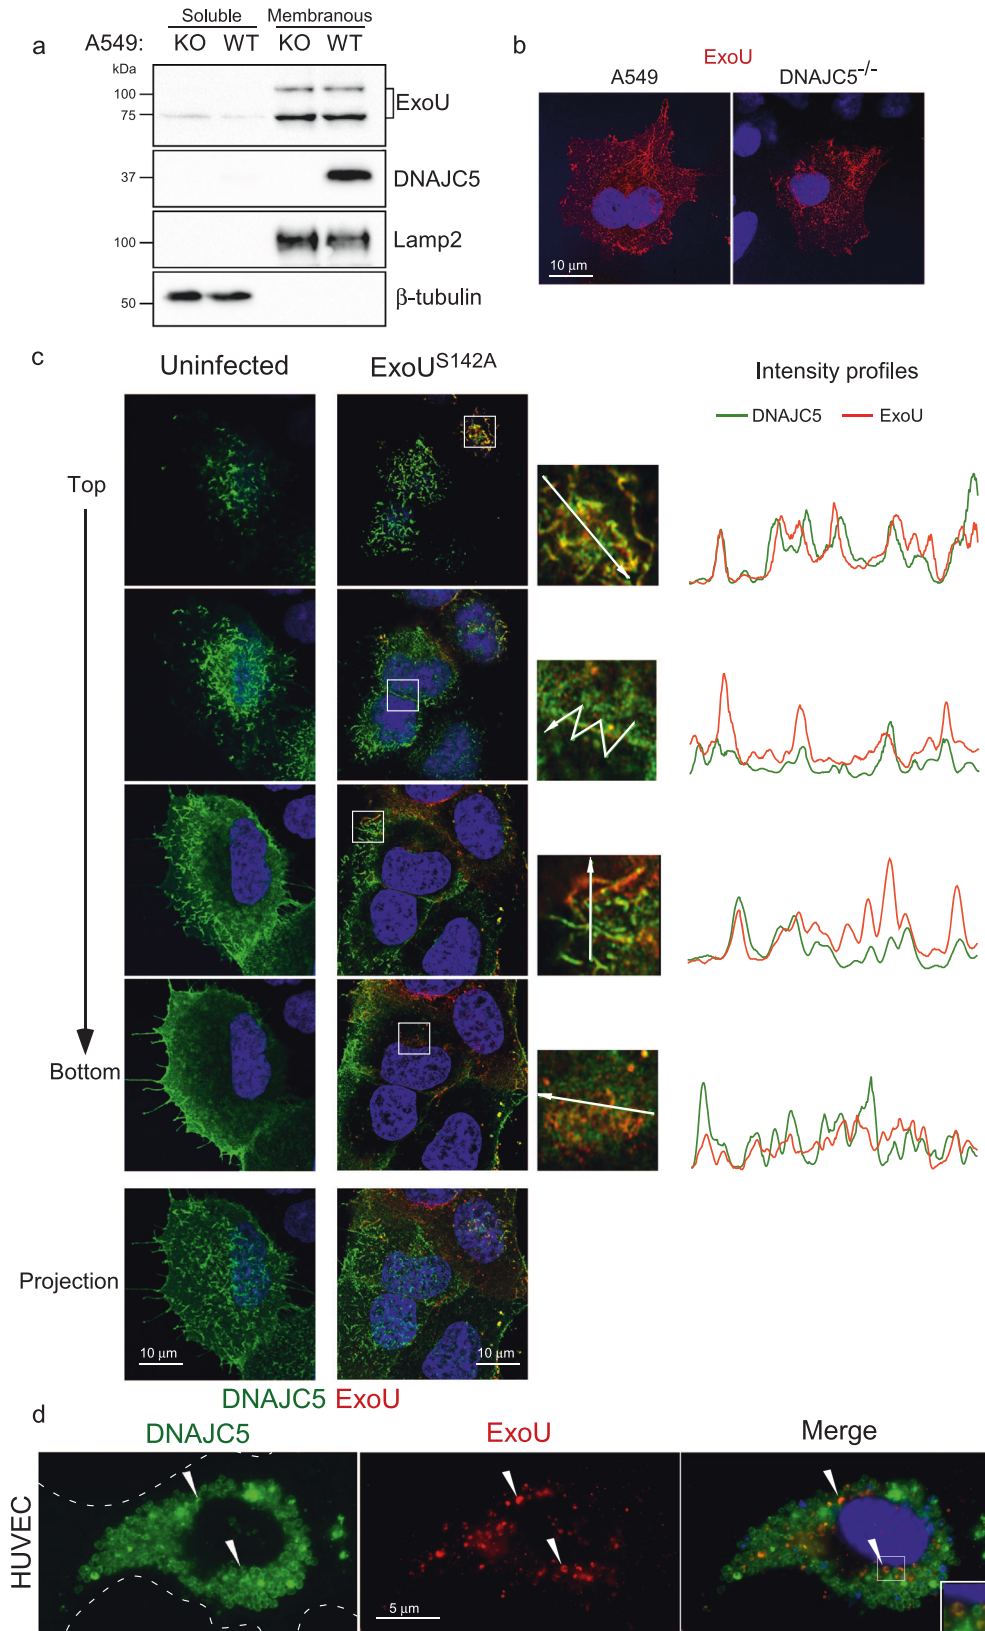 a
Soluble
Membranous
A549:
KO
WT
KO
WT
kDa
100
75
ExoU
37
DNAJC5
100
Lamp2
50
β-tubulin
b
ExoU
A549
DNAJC5-/-
10 μm
c
Uninfected
ExoUS142A
Intensity profiles
DNAJC5
ExoU
Top
Bottom
Projection
10 μm
10 μm
DNAJC5 ExoU
d
DNAJC5
ExoU
Merge
HUVEC
5 μm